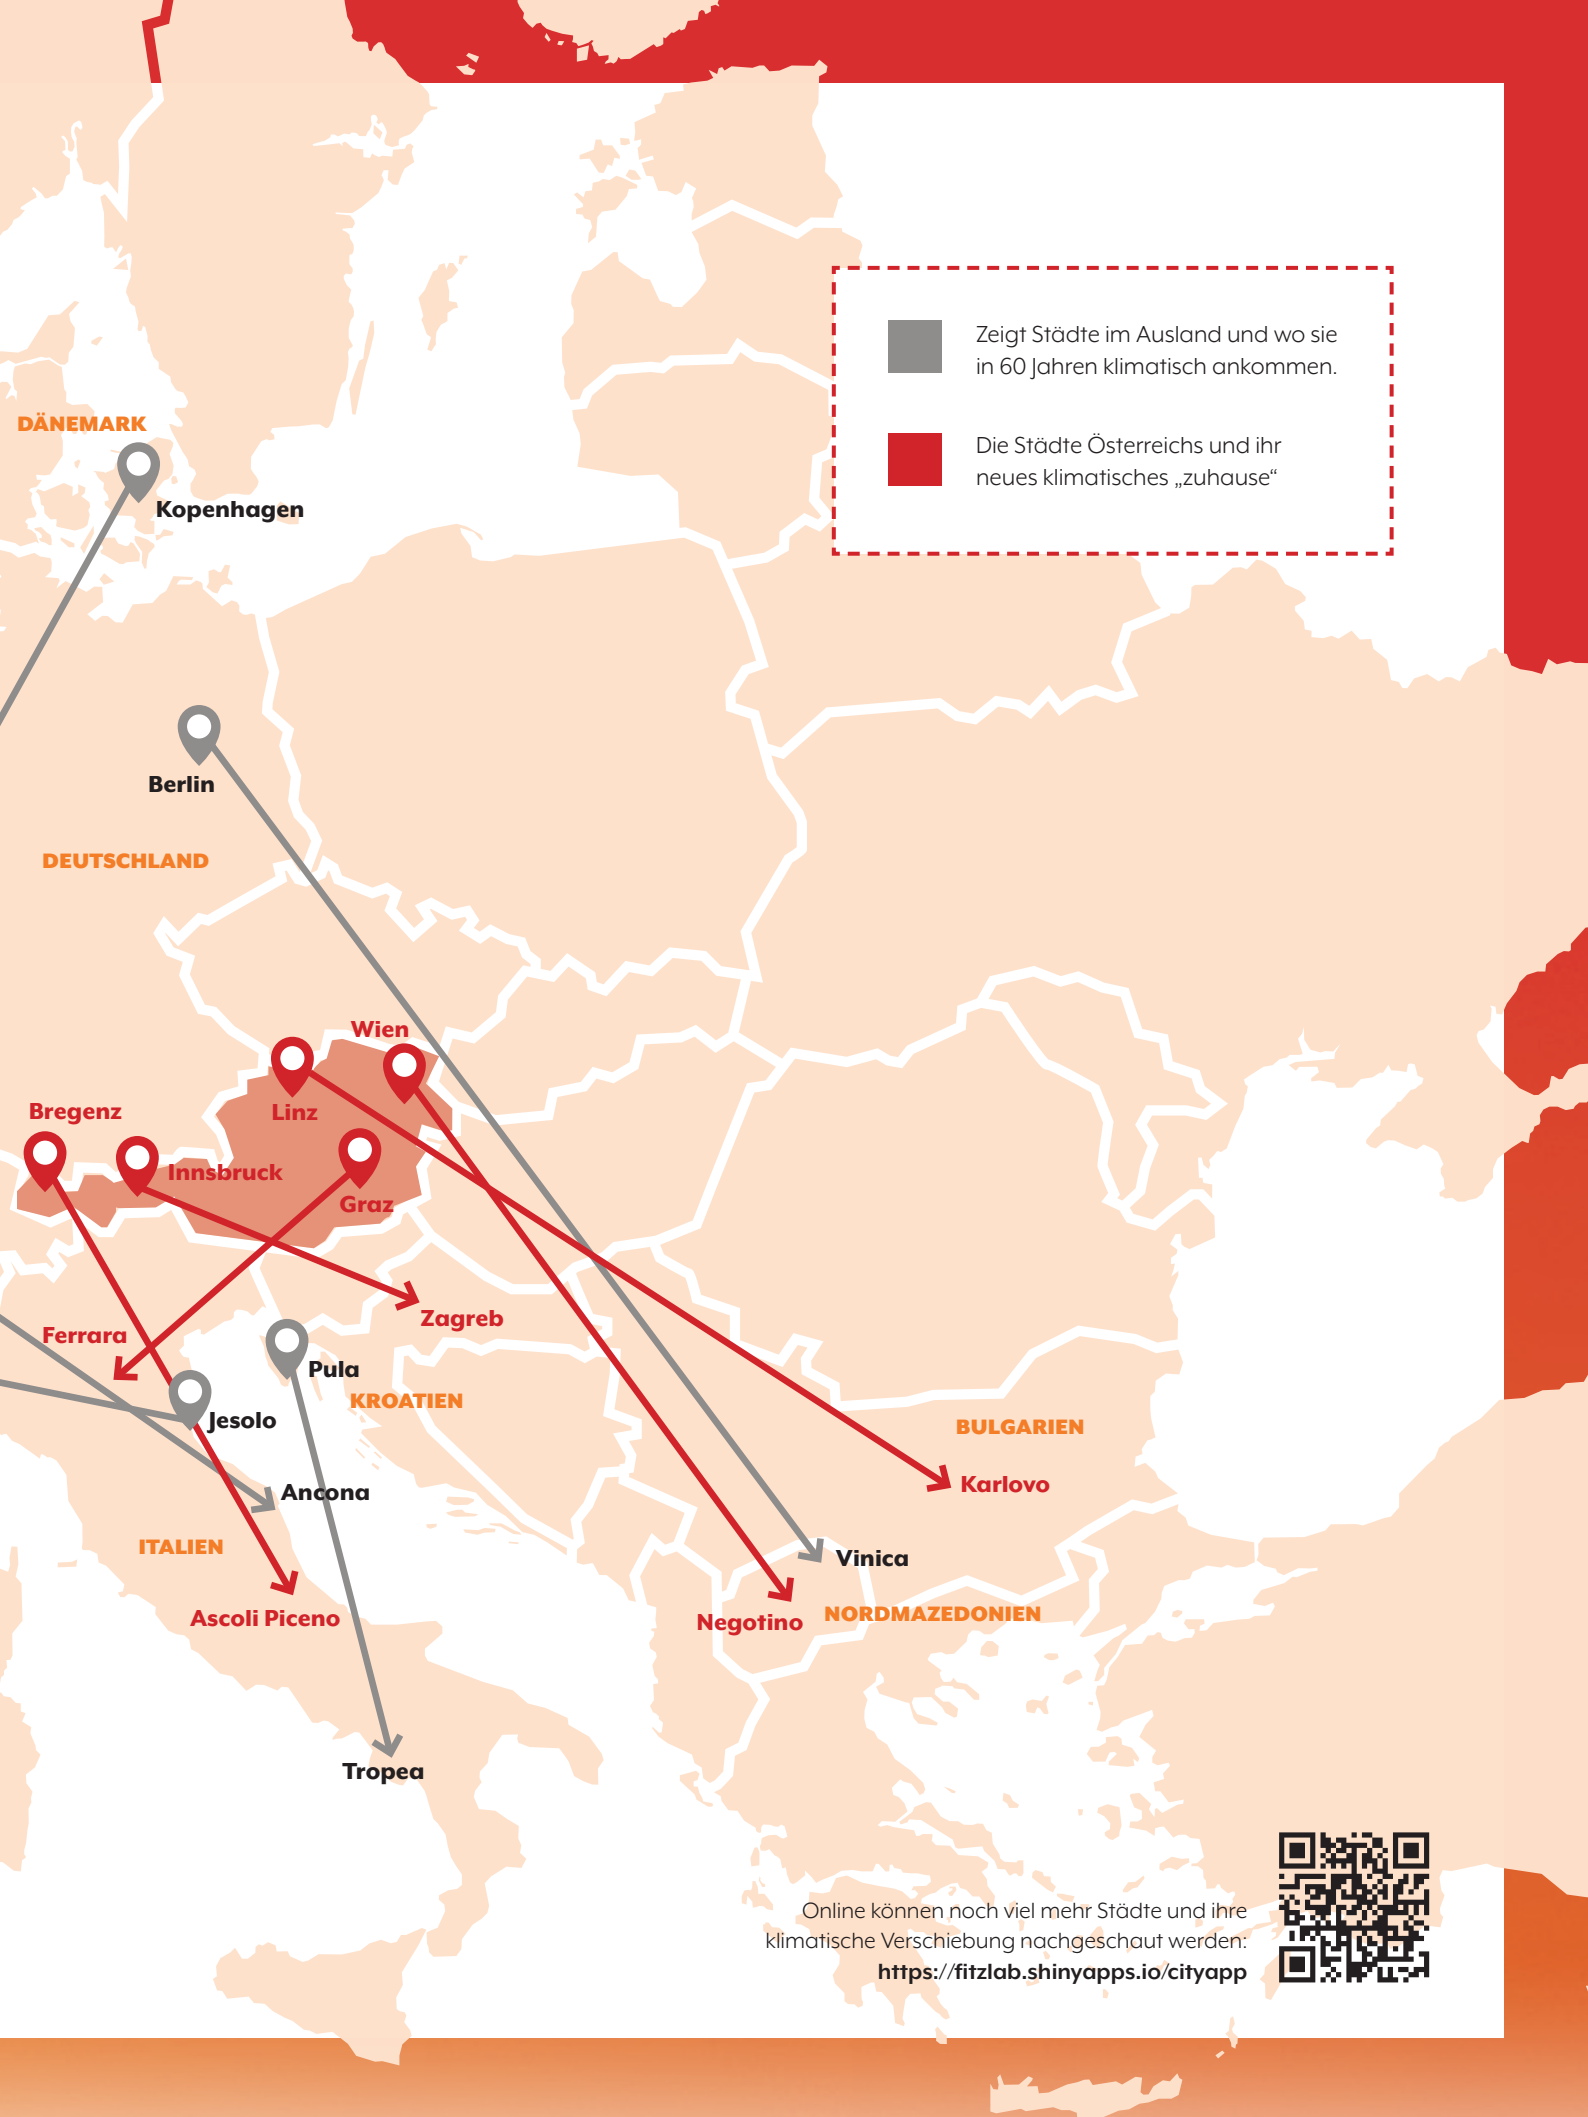 Zeigt Städte im Ausland und wo sie
in 60 Jahren klimatisch ankommen.
Die Städte Österreichs und ihr
neues klimatisches „zuhause“
DÄNEMARK
Kopenhagen
Berlin
DEUTSCHLAND
Wien
Bregenz
Linz
Innsbruck
Graz
Zagreb
Ferrara
Pula
KROATIEN
Jesolo
BULGARIEN
Karlovo
Ancona
ITALIEN
Vinica
Ascoli Piceno
Negotino
NORDMAZEDONIEN
Tropea
Online können noch viel mehr Städte und ihre
klimatische Verschiebung nachgeschaut werden:
https://fitzlab.shinyapps.io/cityapp